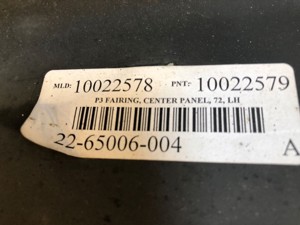 MLD: 10022578 PNT: 10022579
P3 FAIRING, CENTER PANEL, 72, LH
22-65006-004 A